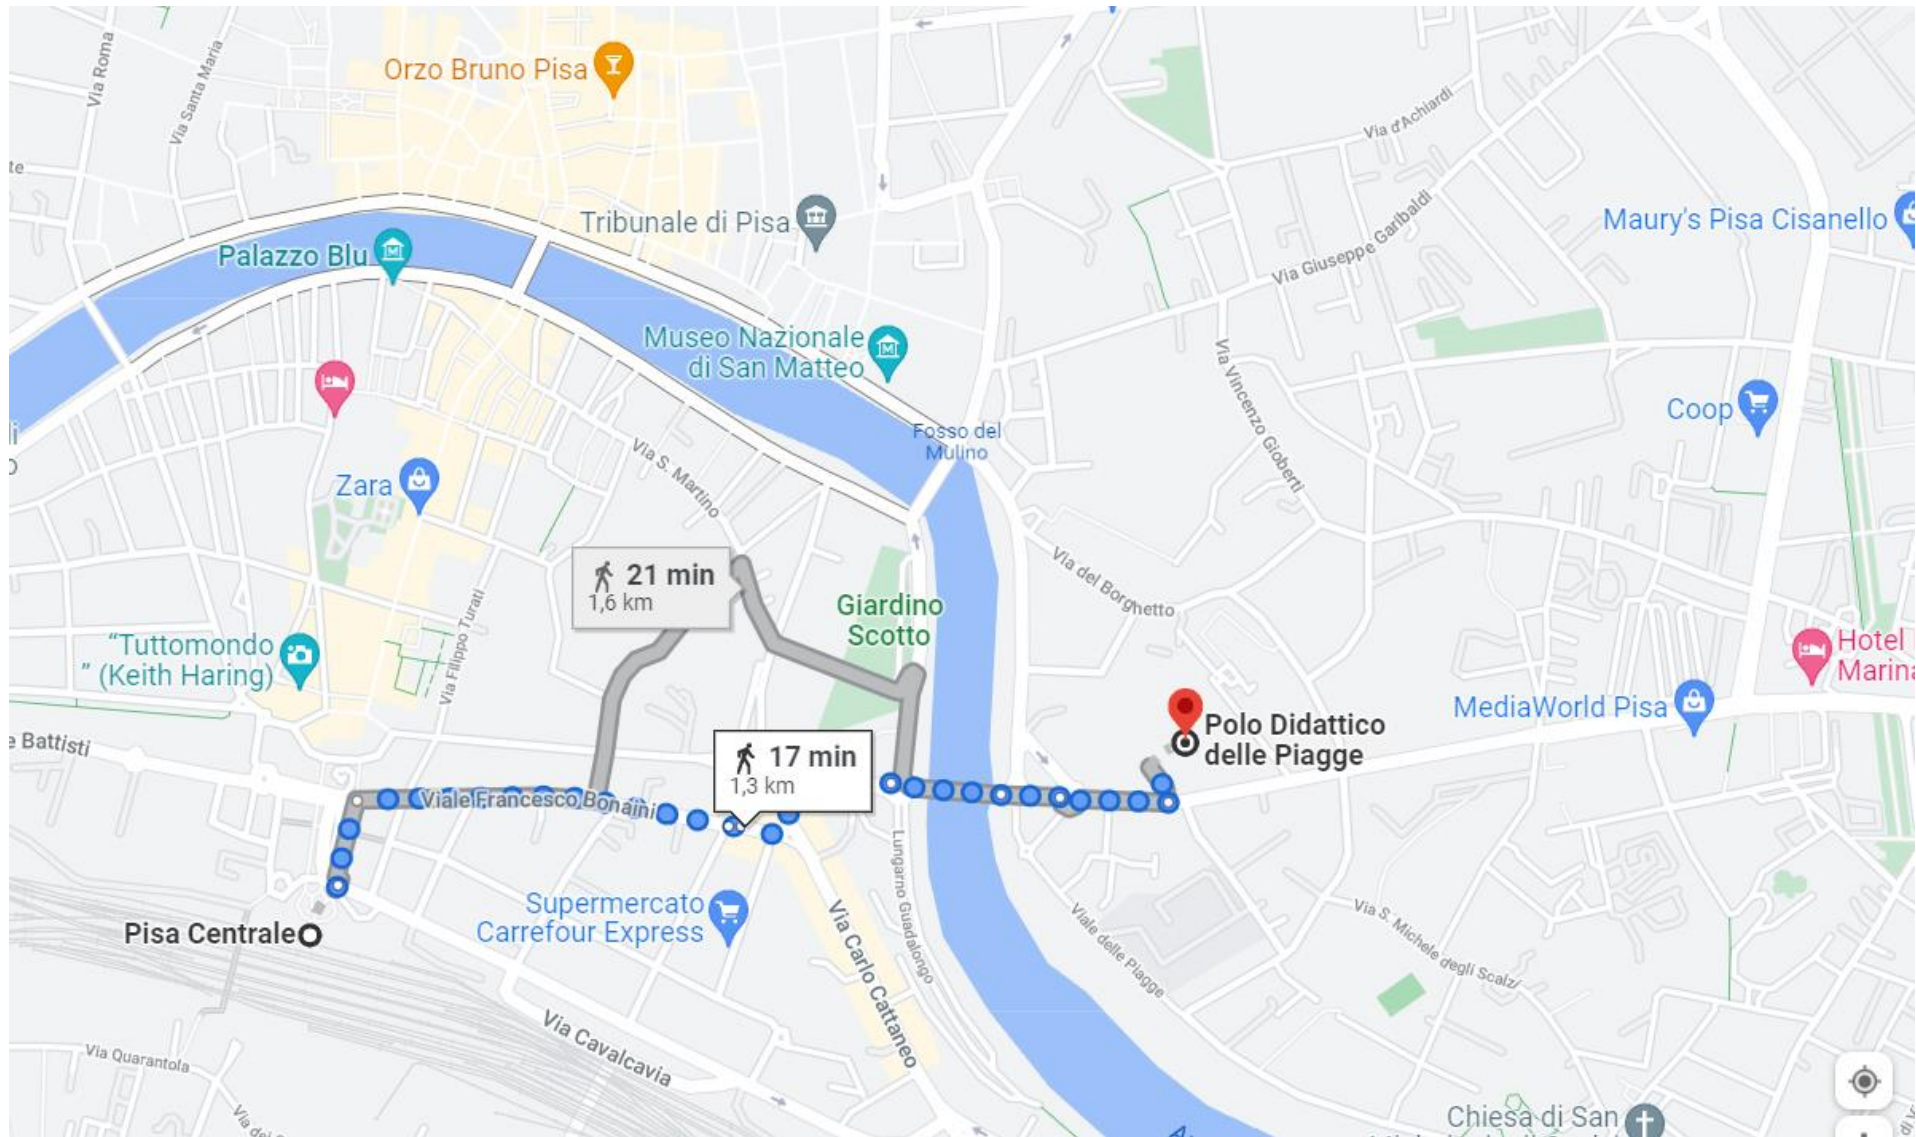 Via Roma
Via Santa Maria
Orzo Bruno Pisa
Via d'Achiardi
te
Tribunale di Pisa
Via Giuseppe Garibaldi
Maury's Pisa Cisanello
Palazzo Blu
Museo Nazionale
di San Matteo
Via Vincenzo Gioberti
Coop
Fosso del
Mulino
Via S. Martino
Zara
21 min
1,6 km
Via del Borghetto
Giardino
Scotto
Via Filippo Turati
"Tuttomondo
" (Keith Haring)
Hotel
Marina
MediaWorld Pisa
Polo Didattico
delle Piagge
e Battisti
17 min
1,3 km
Viale Francesco Bonaini
Lungarno Guadalongo
Supermercato
Carrefour Express
Pisa Centrale
Via Carlo Cattaneo
Viale delle Piagge
Via S. Michele degli Scalzi
Via Cavalcavia
Via Quarantola
Chiesa di San